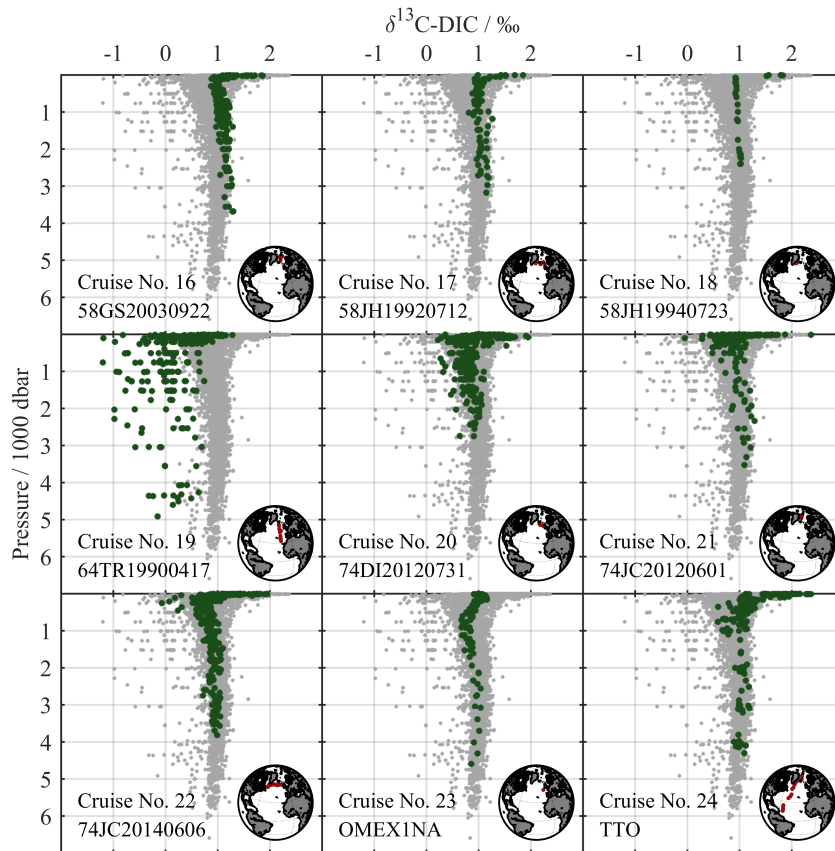 δ13C-DIC / ‰
-1 0 1 2 -1 0 1 2 -1 0 1 2
Pressure / 1000 dbar
1
2
3
4
5
6
Cruise No. 16
58GS20030922
Cruise No. 17
58JH19920712
Cruise No. 18
58JH19940723
1
2
3
4
5
6
Cruise No. 19
64TR19900417
Cruise No. 20
74DI20120731
Cruise No. 21
74JC20120601
1
2
3
4
5
6
Cruise No. 22
74JC20140606
Cruise No. 23
OMEX1NA
Cruise No. 24
TTO